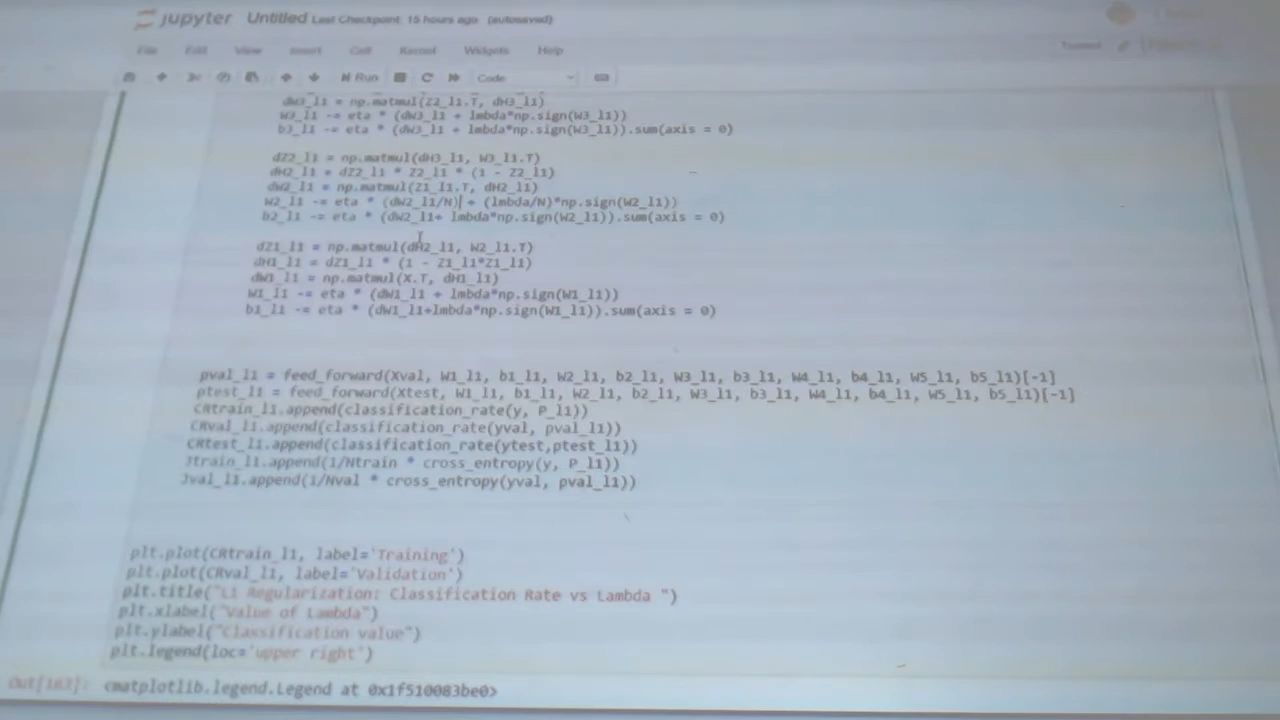 jupyter Untitled Last Checkpoint: 15 hours ago (autosaved)
File Edit View Insert Cell Kernel Widgets Help
Trusted
Run Code
dW3_l1 = np.matmul(Z2_l1.T, dH3_l1)
W3_l1 -= eta * (dW3_l1 + lmbda*np.sign(W3_l1))
b3_l1 -= eta * (dW3_l1 + lmbda*np.sign(W3_l1)).sum(axis = 0)
dZ2_l1 = np.matmul(dH3_l1, W3_l1.T)
dH2_l1 = dZ2_l1 * Z2_l1 * (1 - Z2_l1)
dW2_l1 = np.matmul(Z1_l1.T, dH2_l1)
W2_l1 -= eta * (dW2_l1/N) + (lmbda/N)*np.sign(W2_l1))
b2_l1 -= eta * (dW2_l1+ lmbda*np.sign(W2_l1)).sum(axis = 0)
dZ1_l1 = np.matmul(dH2_l1, W2_l1.T)
dH1_l1 = dZ1_l1 * (1 - Z1_l1*Z1_l1)
dW1_l1 = np.matmul(X.T, dH1_l1)
W1_l1 -= eta * (dW1_l1 + lmbda*np.sign(W1_l1))
b1_l1 -= eta * (dW1_l1+lmbda*np.sign(W1_l1)).sum(axis = 0)
pval_l1 = feed_forward(Xval, W1_l1, b1_l1, W2_l1, b2_l1, W3_l1, b3_l1, W4_l1, b4_l1, W5_l1, b5_l1)[-1]
ptest_l1 = feed_forward(Xtest, W1_l1, b1_l1, W2_l1, b2_l1, W3_l1, b3_l1, W4_l1, b4_l1, W5_l1, b5_l1)[-1]
CRtrain_l1.append(classification_rate(y, P_l1))
CRval_l1.append(classification_rate(yval, pval_l1))
CRtest_l1.append(classification_rate(ytest,ptest_l1))
Jtrain_l1.append(1/Ntrain * cross_entropy(y, P_l1))
Jval_l1.append(1/Nval * cross_entropy(yval, pval_l1))
plt.plot(CRtrain_l1, label='Training')
plt.plot(CRval_l1, label='Validation')
plt.title("L1 Regularization: Classification Rate vs Lambda ")
plt.xlabel("Value of Lambda")
plt.ylabel("Classification value")
plt.legend(loc='upper right')
Out[163]: <matplotlib.legend.Legend at 0x1f510083be0>